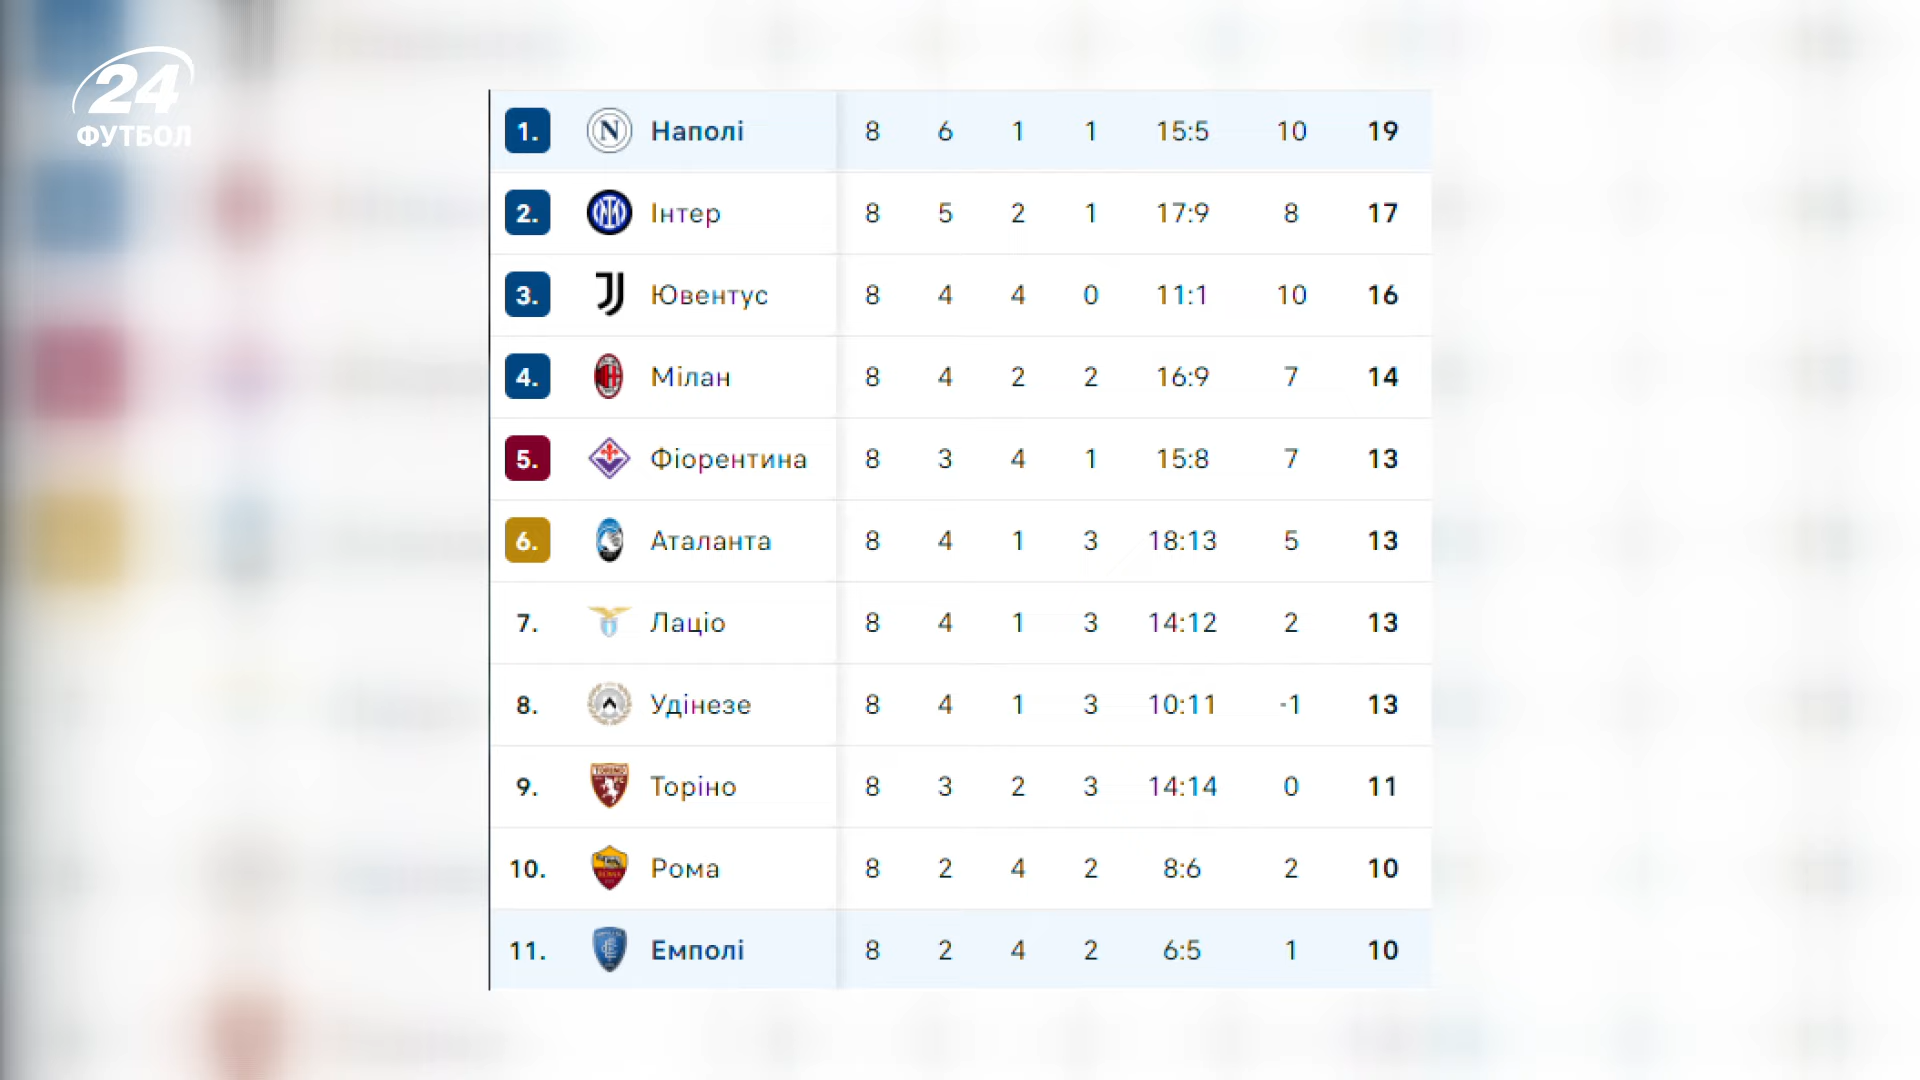 24
ФУТБОЛ
1. Наполі 8 6 1 1 15:5 10 19
2. Інтер 8 5 2 1 17:9 8 17
3. Ювентус 8 4 4 0 11:1 10 16
4. Мілан 8 4 2 2 16:9 7 14
5. Фіорентина 8 3 4 1 15:8 7 13
6. Аталанта 8 4 1 3 18:13 5 13
7. Лаціо 8 4 1 3 14:12 2 13
8. Удінезе 8 4 1 3 10:11 -1 13
9. Торіно 8 3 2 3 14:14 0 11
10. Рома 8 2 4 2 8:6 2 10
11. Емполі 8 2 4 2 6:5 1 10